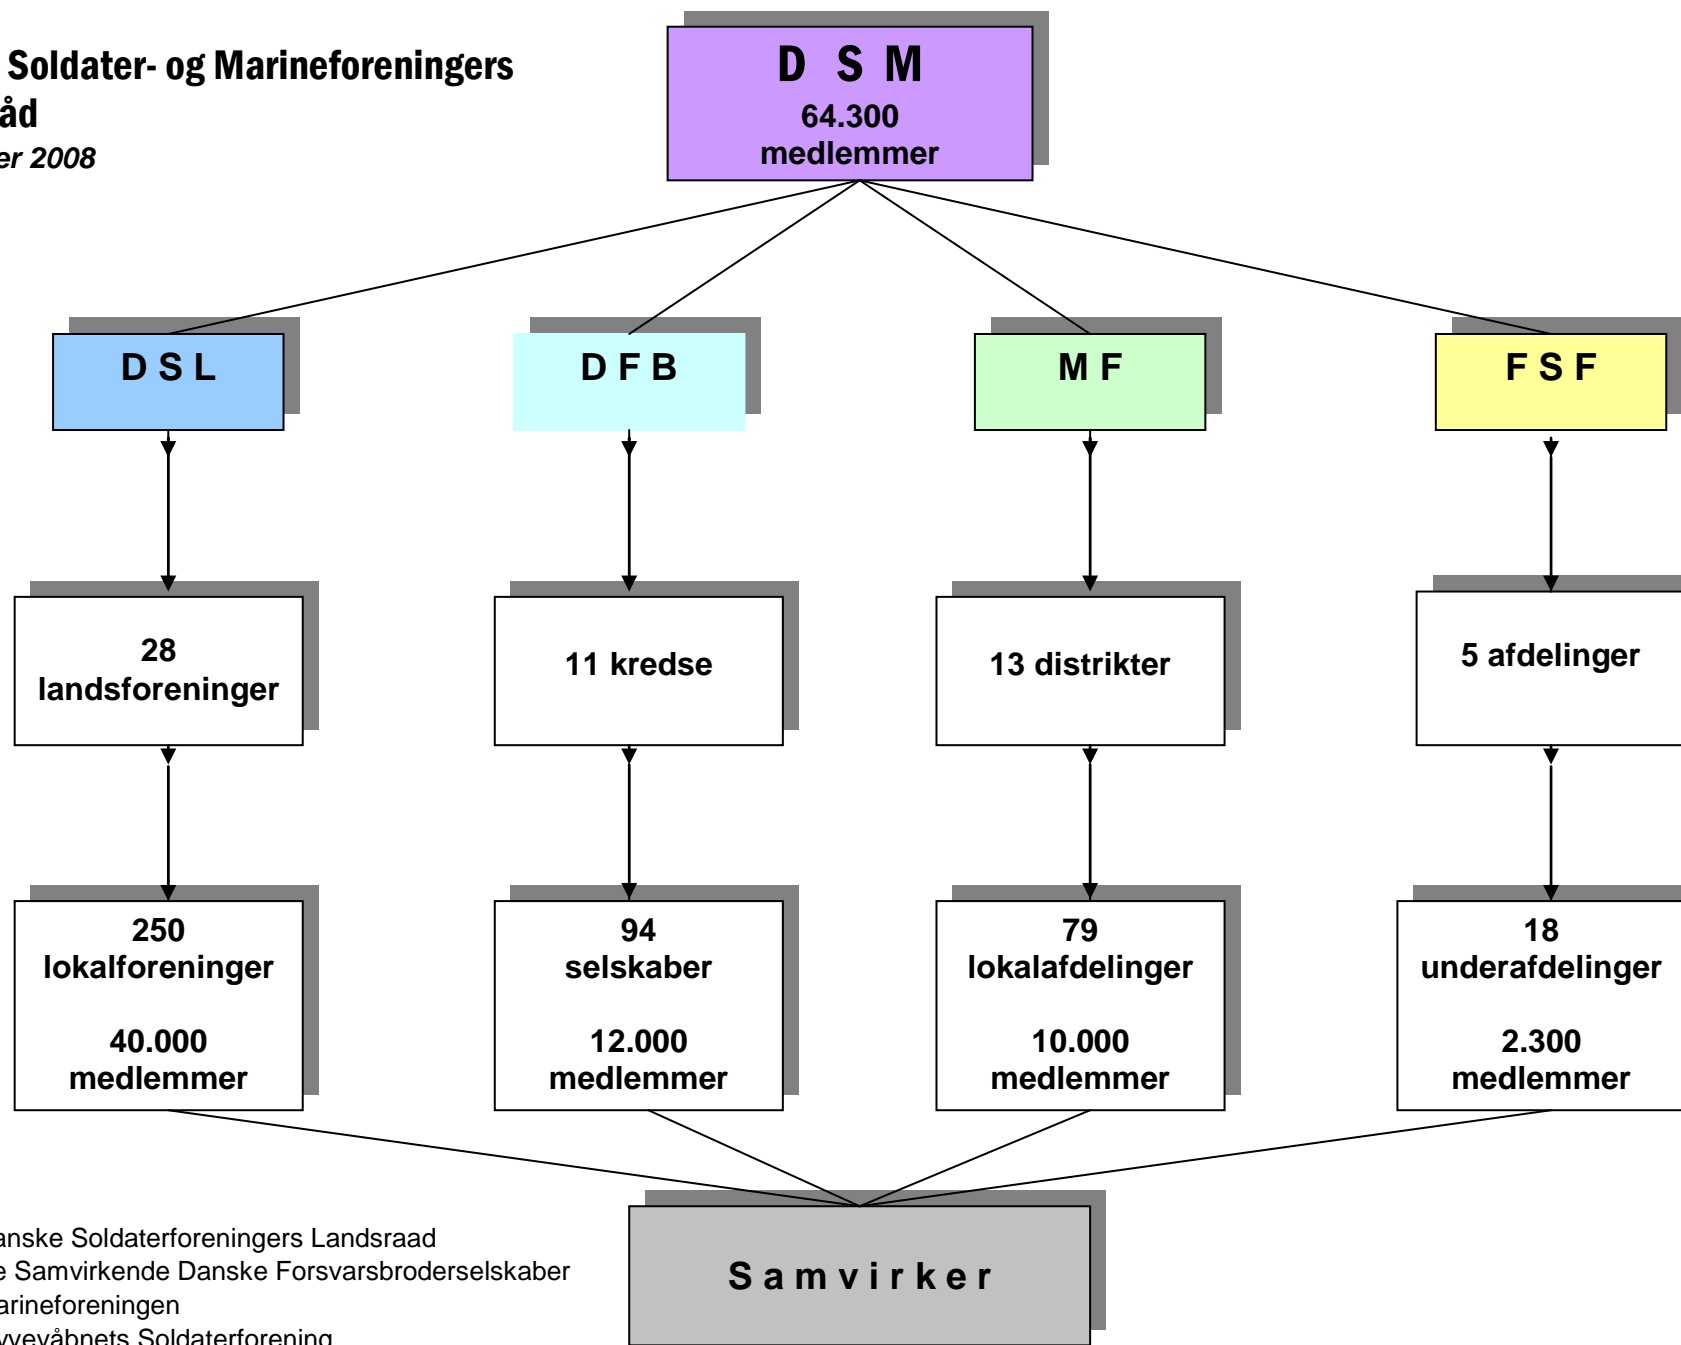 Soldater- og Marineforeningers
åd
er 2008
D S M
64.300
medlemmer
D S L
D F B
M F
F S F
28
landsforeninger
11 kredse
13 distrikter
5 afdelinger
250
lokalforeninger
40.000
medlemmer
94
selskaber
12.000
medlemmer
79
lokalafdelinger
10.000
medlemmer
18
underafdelinger
2.300
medlemmer
anske Soldaterforeningers Landsraad
e Samvirkende Danske Forsvarsbroderselskaber
arineforeningen
yvevåbnets Soldaterforening
S a m v i r k e r